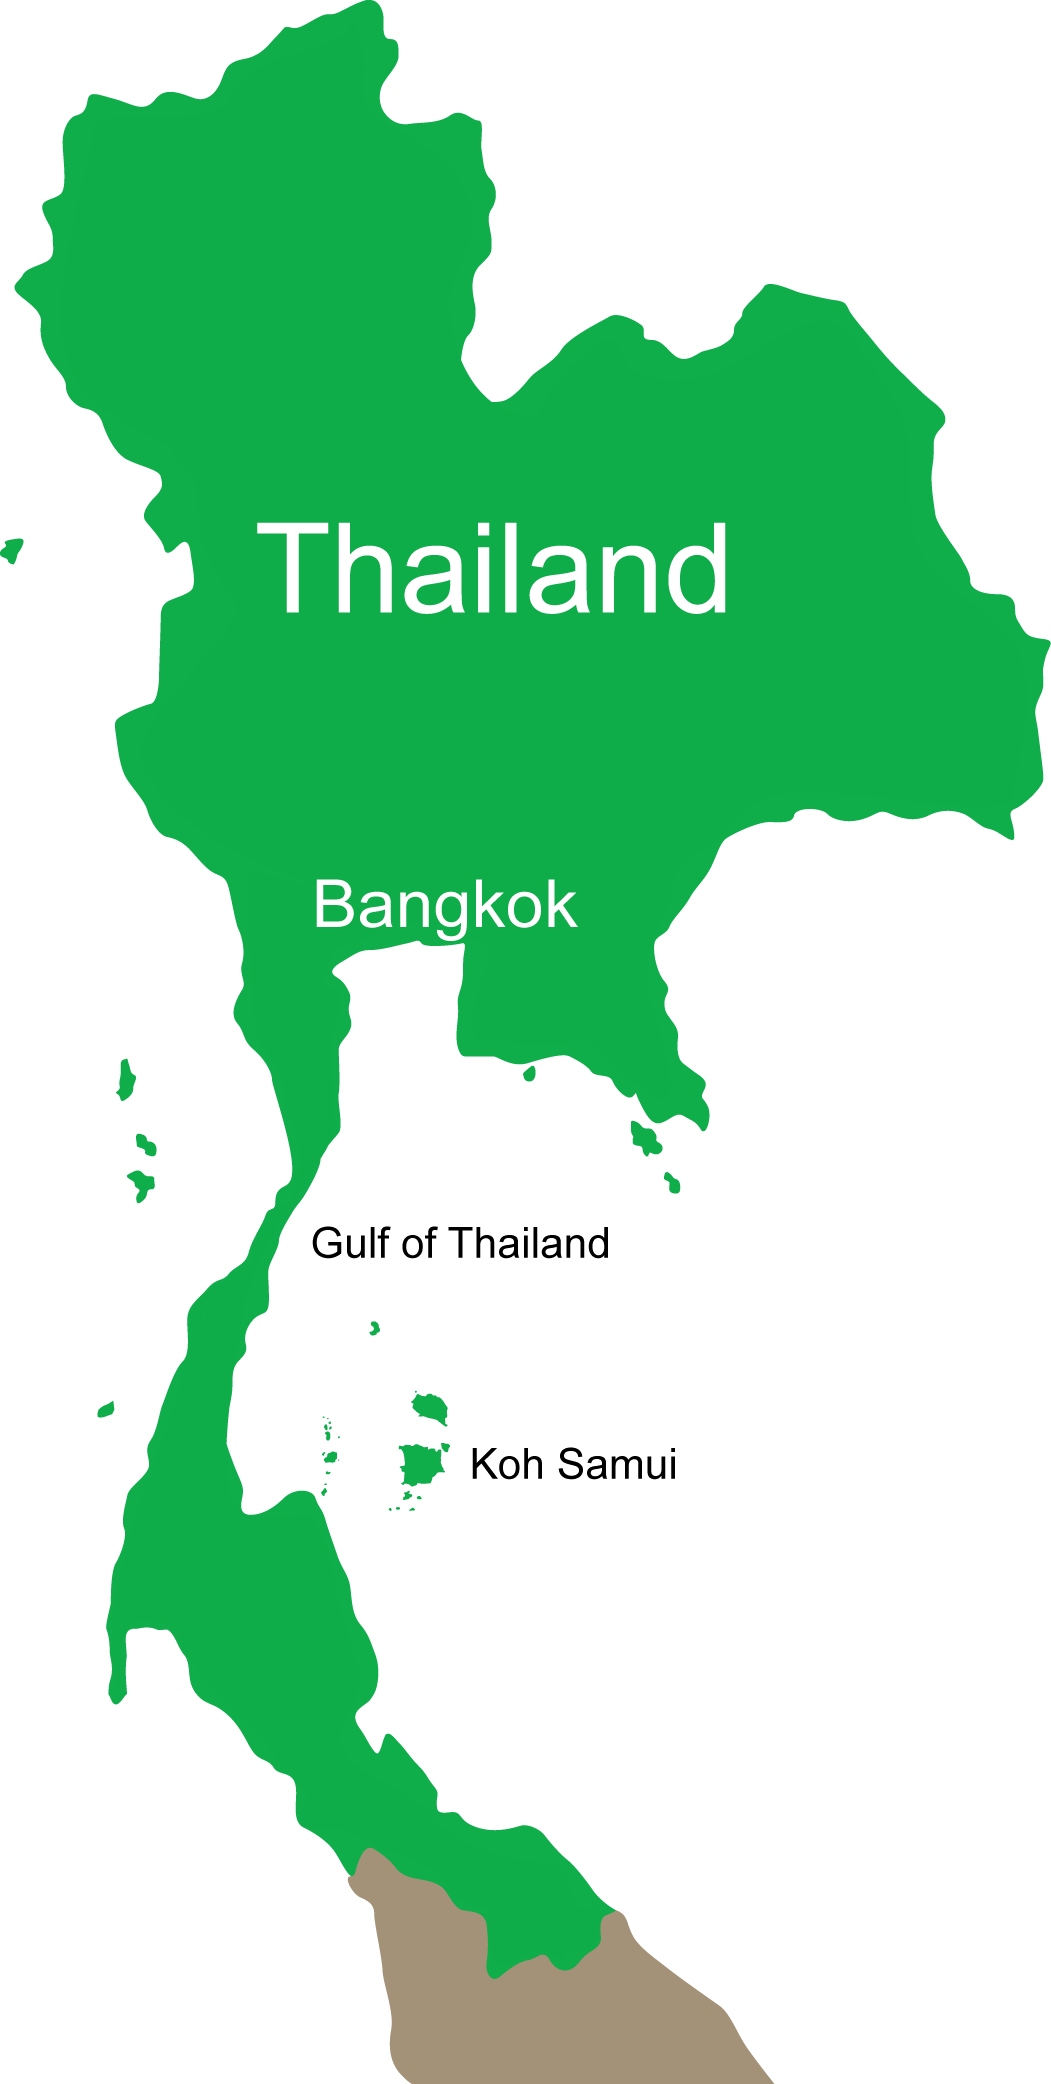 Thailand
Bangkok
Gulf of Thailand
Koh Samui